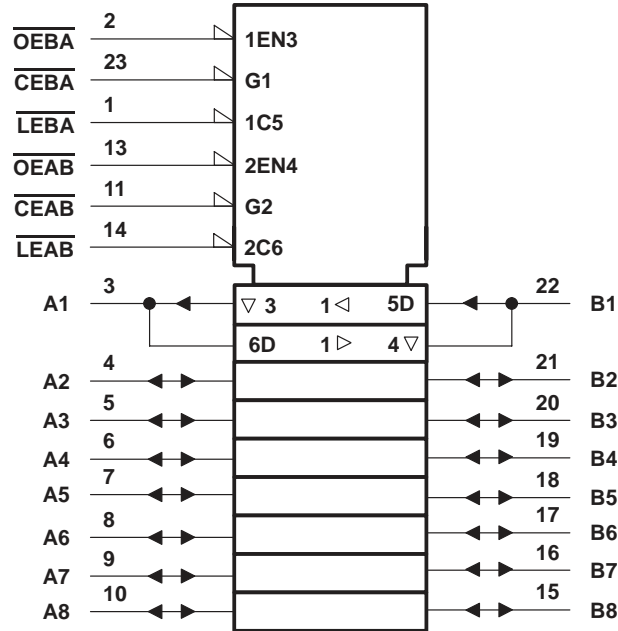 OEBA 2 1EN3
CEBA 23 G1
LEBA 1 1C5
OEAB 13 2EN4
CEAB 11 G2
LEAB 14 2C6
A1 3 ▽ 3 1 ◁ 5D 22 B1
6D 1 ▷ 4 ▽
A2 4 21 B2
A3 5 20 B3
A4 6 19 B4
A5 7 18 B5
A6 8 17 B6
A7 9 16 B7
A8 10 15 B8